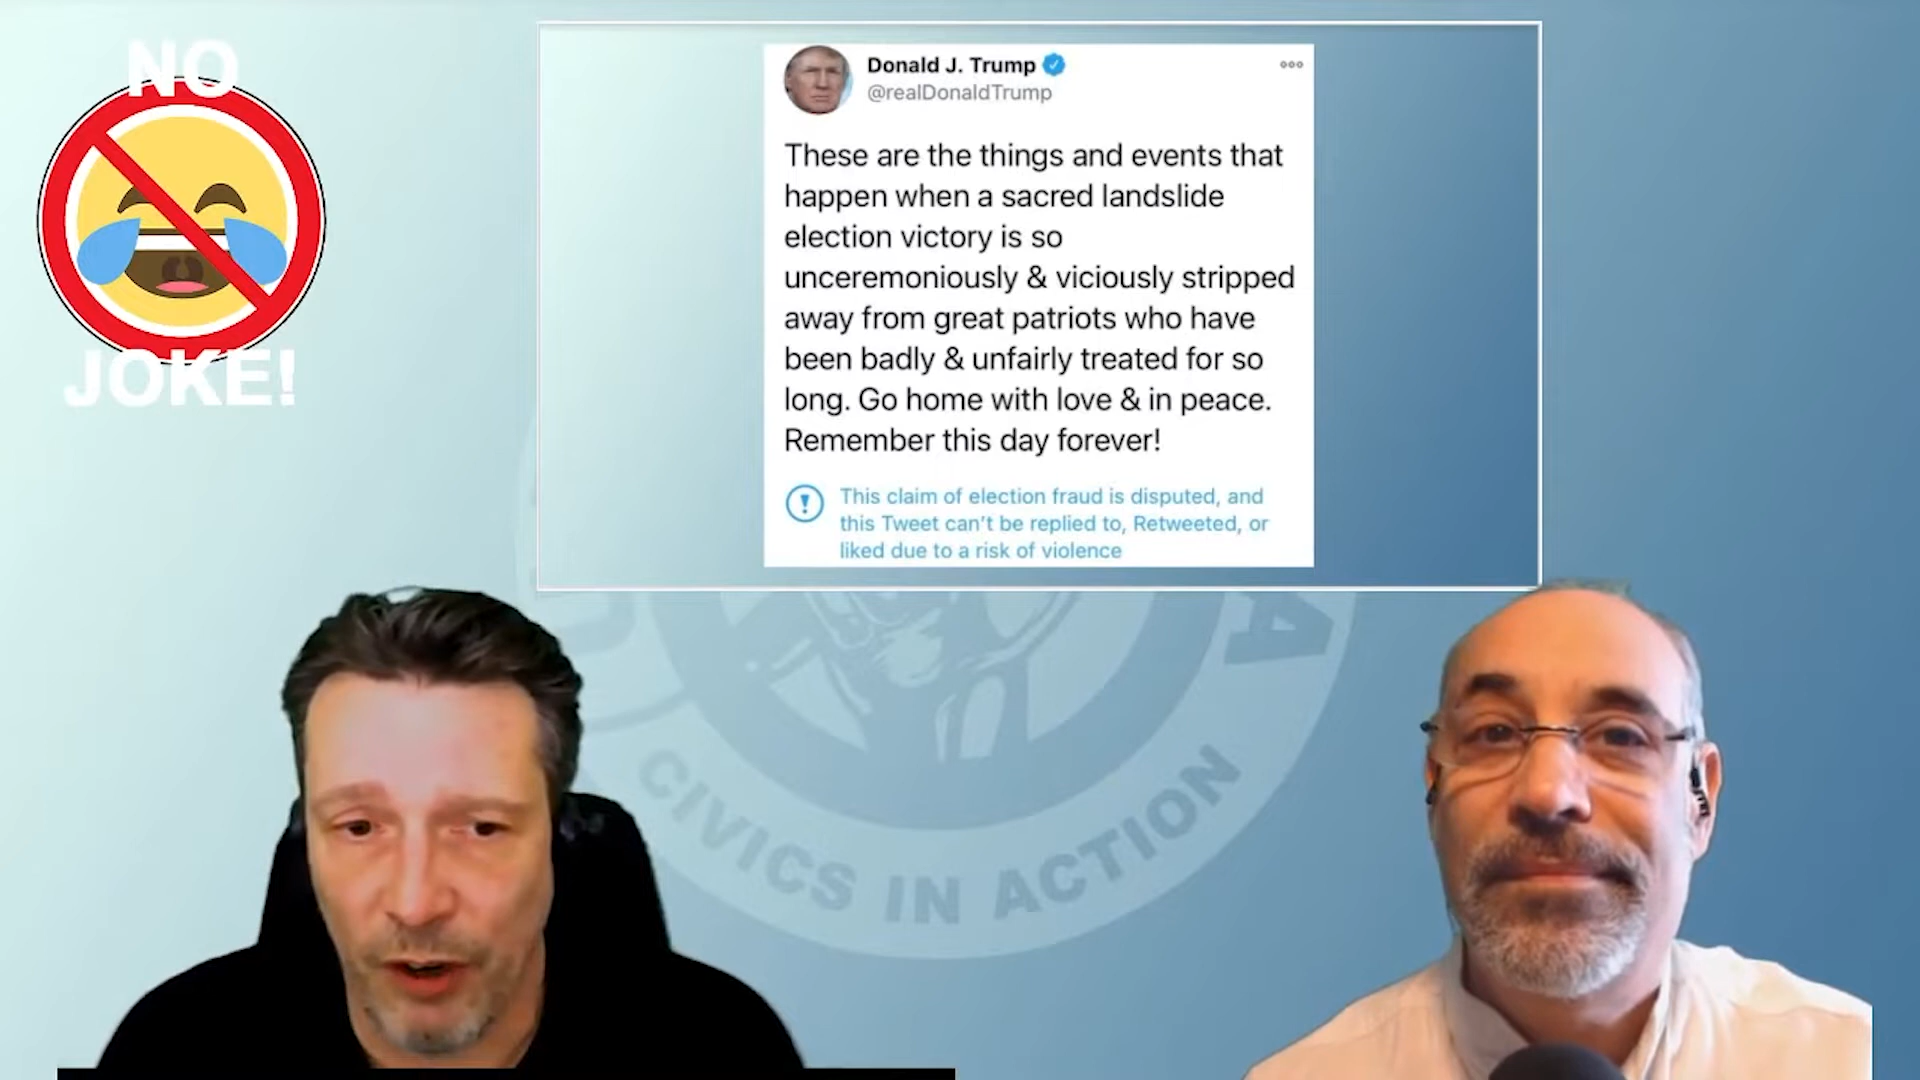 NO
JOKE!
Donald J. Trump
@realDonaldTrump
These are the things and events that
happen when a sacred landslide
election victory is so
unceremoniously & viciously stripped
away from great patriots who have
been badly & unfairly treated for so
long. Go home with love & in peace.
Remember this day forever!
This claim of election fraud is disputed, and
this Tweet can't be replied to, Retweeted, or
liked due to a risk of violence
CIVICS IN ACTION